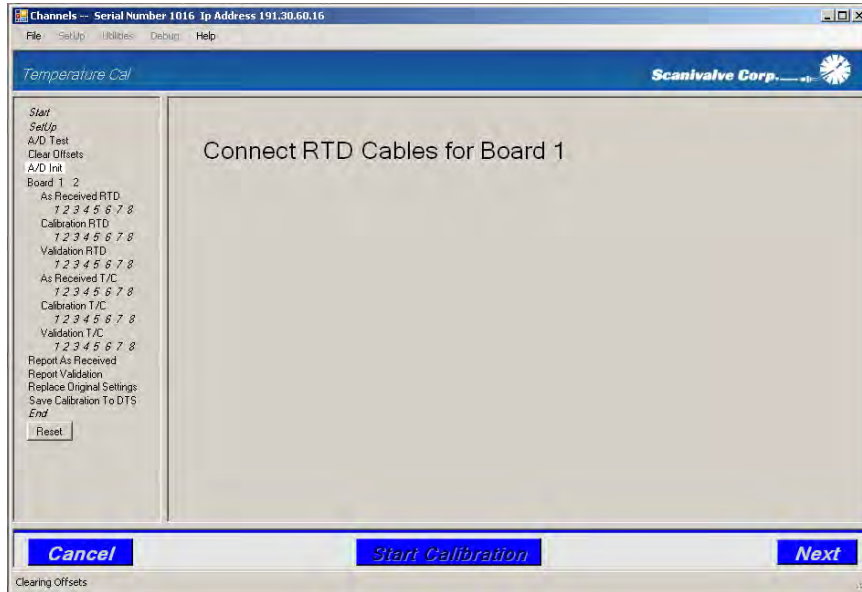 Channels -- Serial Number 1016 Ip Address 191.30.60.16
File SetUp Utilities Debug Help
Temperature Cal
Scanivalve Corp.
Start
SetUp
A/D Test
Clear Offsets
A/D Init
Board 1 2
As Received RTD
1 2 3 4 5 6 7 8
Calibration RTD
1 2 3 4 5 6 7 8
Validation RTD
1 2 3 4 5 6 7 8
As Received T/C
1 2 3 4 5 6 7 8
Calibration T/C
1 2 3 4 5 6 7 8
Validation T/C
1 2 3 4 5 6 7 8
Report As Received
Report Validation
Replace Original Settings
Save Calibration To DTS
End
Reset
Connect RTD Cables for Board 1
Cancel
Start Calibration
Next
Clearing Offsets